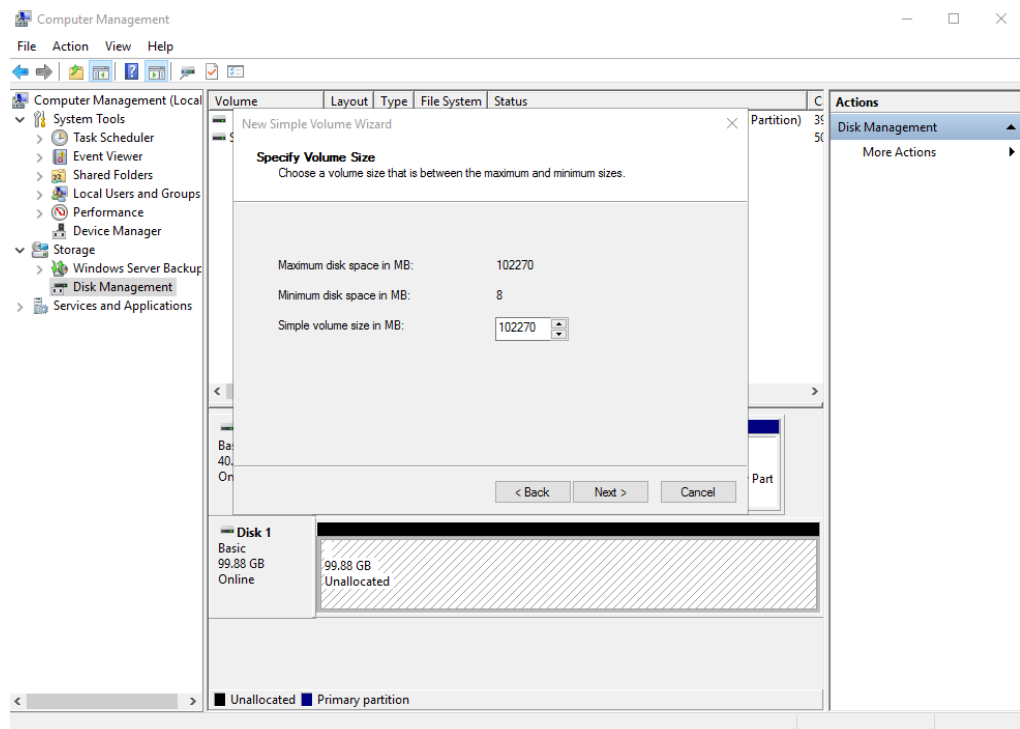 Computer Management
File Action View Help
Computer Management (Local
System Tools
Task Scheduler
Event Viewer
Shared Folders
Local Users and Groups
Performance
Device Manager
Storage
Windows Server Backup
Disk Management
Services and Applications
Volume Layout Type File System Status C
Partition) 39
S 50
New Simple Volume Wizard
Specify Volume Size
Choose a volume size that is between the maximum and minimum sizes.
Maximum disk space in MB: 102270
Minimum disk space in MB: 8
Simple volume size in MB: 102270
< Back Next > Cancel
Bas
40.
On
Part
Disk 1
Basic
99.88 GB
Online
99.88 GB
Unallocated
Unallocated Primary partition
Actions
Disk Management
More Actions